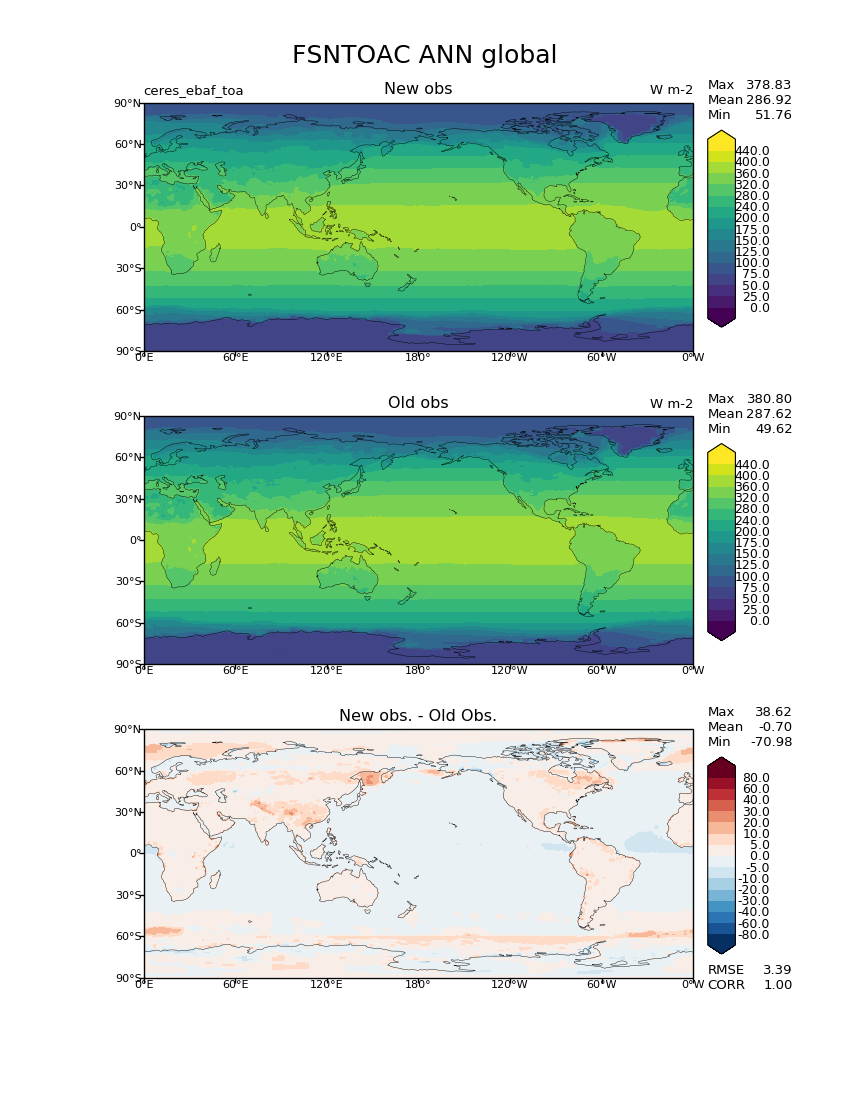 FSNTOAC ANN global
ceres_ebaf_toa New obs W m-2
Max 378.83
Mean 286.92
Min 51.76
90°N
60°N
30°N
0°
30°S
60°S
90°S
0°E 60°E 120°E 180° 120°W 60°W 0°W
440.0
400.0
360.0
320.0
280.0
240.0
200.0
175.0
150.0
125.0
100.0
75.0
50.0
25.0
0.0
Old obs W m-2
Max 380.80
Mean 287.62
Min 49.62
90°N
60°N
30°N
0°
30°S
60°S
90°S
0°E 60°E 120°E 180° 120°W 60°W 0°W
440.0
400.0
360.0
320.0
280.0
240.0
200.0
175.0
150.0
125.0
100.0
75.0
50.0
25.0
0.0
New obs. - Old Obs.
Max 38.62
Mean -0.70
Min -70.98
90°N
60°N
30°N
0°
30°S
60°S
90°S
0°E 60°E 120°E 180° 120°W 60°W 0°W
80.0
60.0
40.0
30.0
20.0
10.0
5.0
0.0
-5.0
-10.0
-20.0
-30.0
-40.0
-60.0
-80.0
RMSE 3.39
CORR 1.00